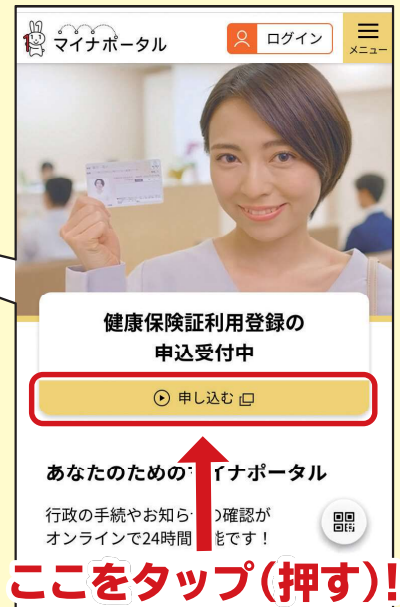 マイナポータル
ログイン
メニュー
健康保険証利用登録の
申込受付中
申し込む
あなたのための イナポータル
行政の手続やお知ら の確認が
オンラインで24時間 能です！
ここをタップ(押す)!